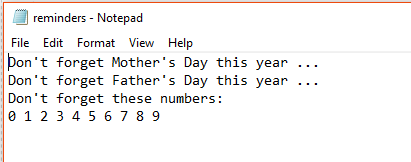 reminders - Notepad
File Edit Format View Help
Don't forget Mother's Day this year ...
Don't forget Father's Day this year ...
Don't forget these numbers:
0 1 2 3 4 5 6 7 8 9